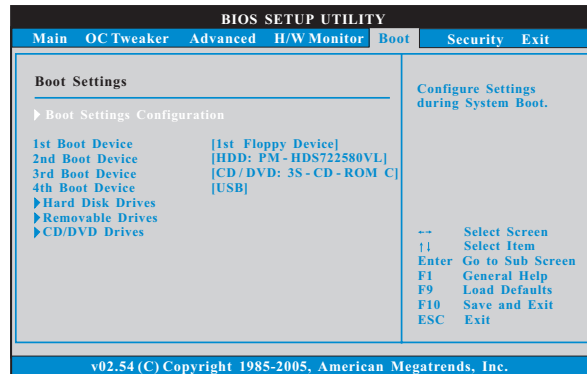 BIOS SETUP UTILITY
Main OC Tweaker Advanced H/W Monitor Boot Security Exit
Boot Settings
Boot Settings Configuration
1st Boot Device [1st Floppy Device]
2nd Boot Device [HDD: PM - HDS722580VL]
3rd Boot Device [CD / DVD: 3S - CD - ROM C]
4th Boot Device [USB]
Hard Disk Drives
Removable Drives
CD/DVD Drives
Configure Settings
during System Boot.
←→ Select Screen
↑↓ Select Item
Enter Go to Sub Screen
F1 General Help
F9 Load Defaults
F10 Save and Exit
ESC Exit
v02.54 (C) Copyright 1985-2005, American Megatrends, Inc.